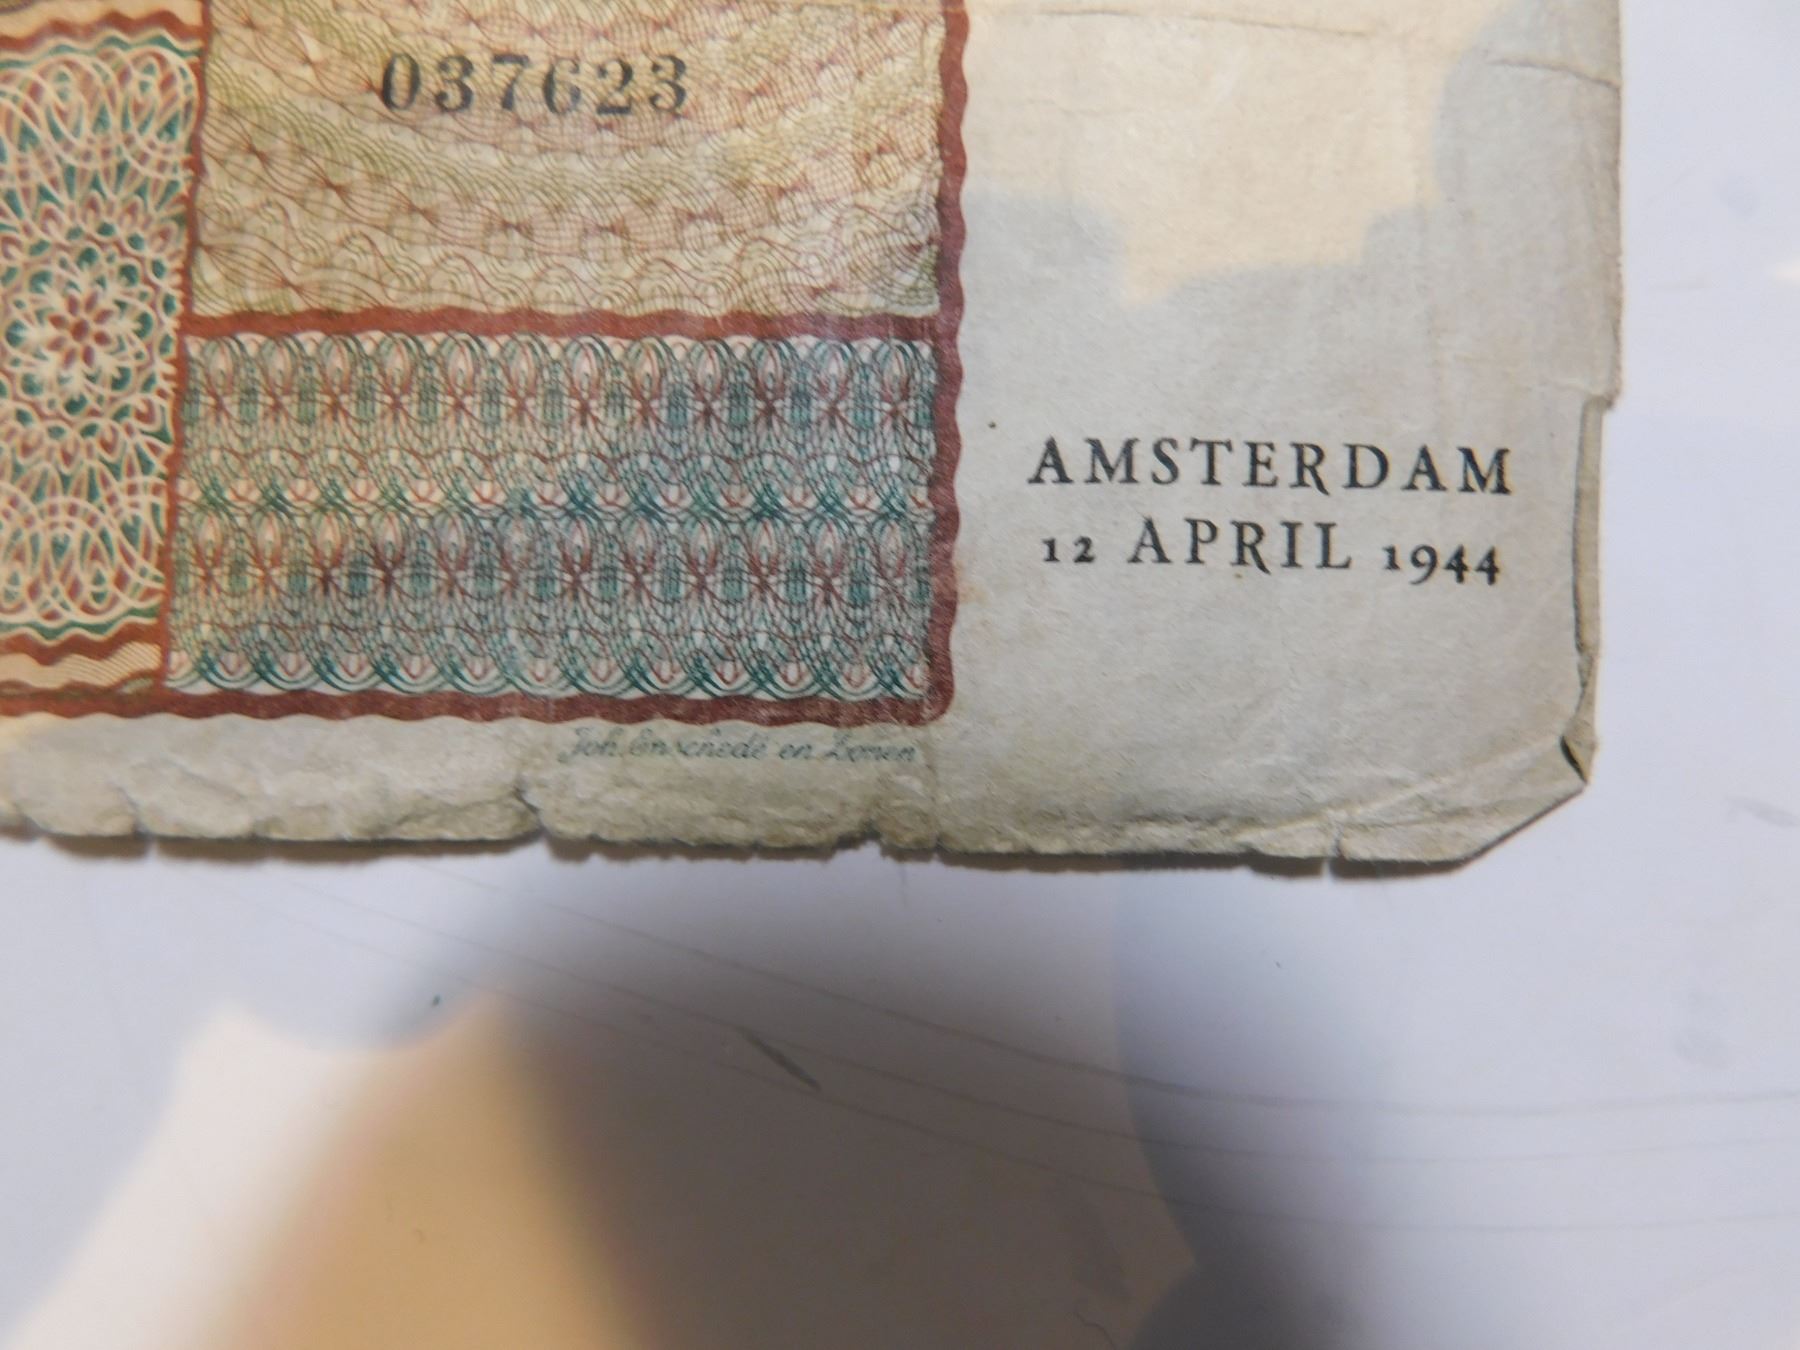 037623
AMSTERDAM
12 APRIL 1944
Joh. Enschedé en Zonen